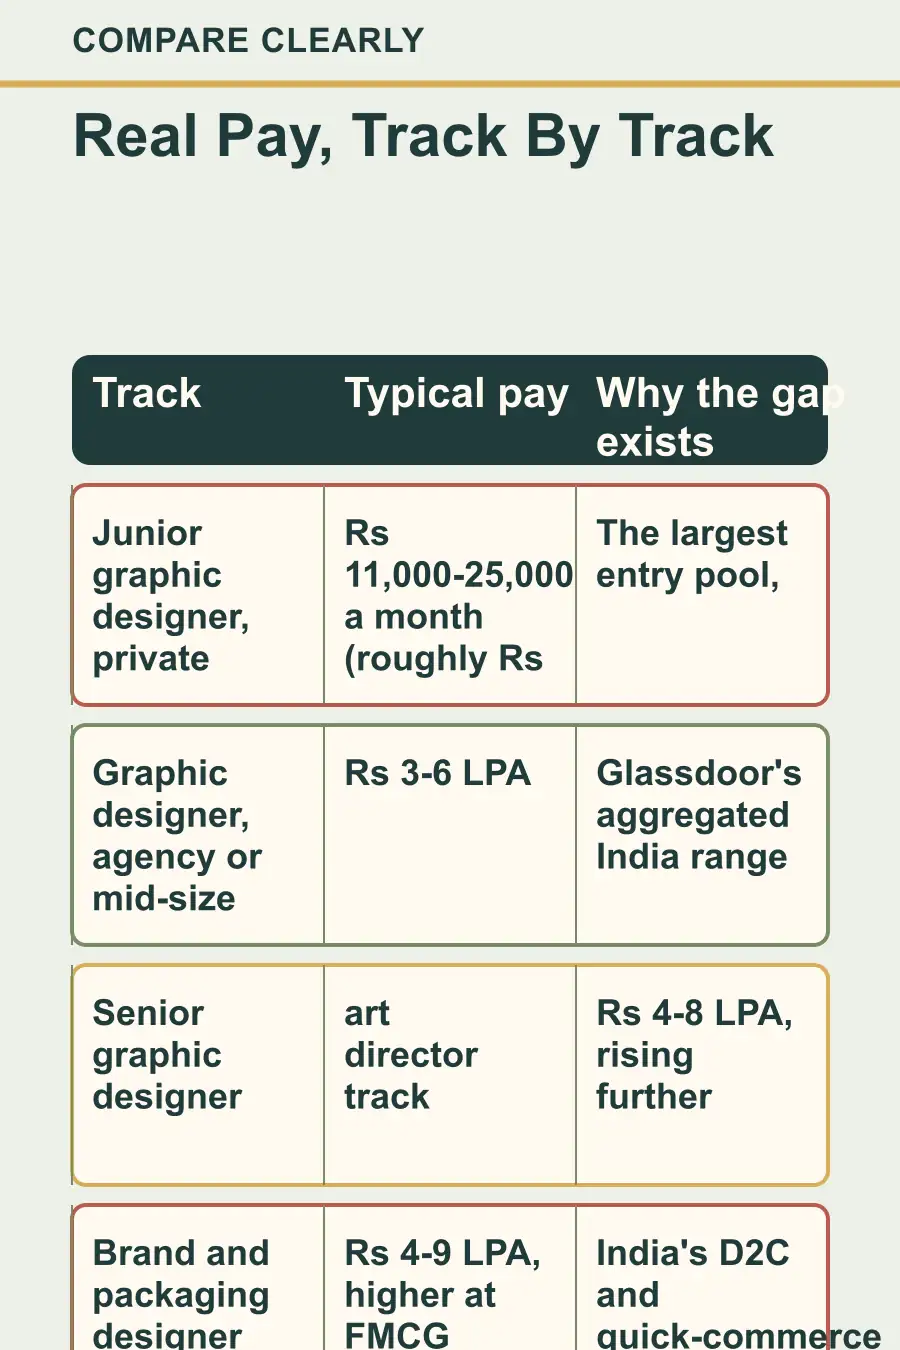 COMPARE CLEARLY
Real Pay, Track By Track
Track
Typical pay
Why the gap
exists
Junior
graphic
designer,
private
Rs
11,000-25,000
a month
(roughly Rs
The largest
entry pool,
Graphic
designer,
agency or
mid-size
Rs 3-6 LPA
Glassdoor's
aggregated
India range
Senior
graphic
designer
art
director
track
Rs 4-8 LPA,
rising
further
Brand and
packaging
designer
Rs 4-9 LPA,
higher at
FMCG
India's D2C
and
quick-commerce